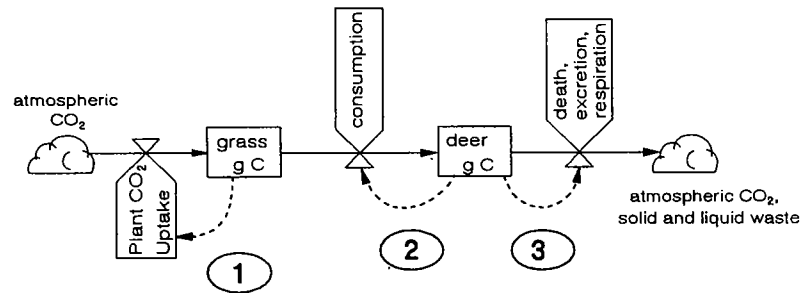 atmospheric
CO₂
Plant CO₂
Uptake
grass
g C
consumption
deer
g C
death,
excretion,
respiration
atmospheric CO₂,
solid and liquid waste
1
2
3